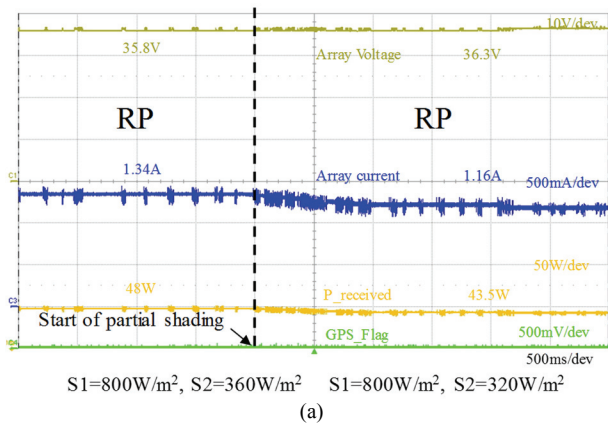 10V/dev
35.8V Array Voltage 36.3V
RP RP
1.34A Array current 1.16A
500mA/dev
50W/dev
48W P_received 43.5W
Start of partial shading
GPS_Flag 500mV/dev
500ms/dev
S1=800W/m², S2=360W/m² S1=800W/m², S2=320W/m²
(a)